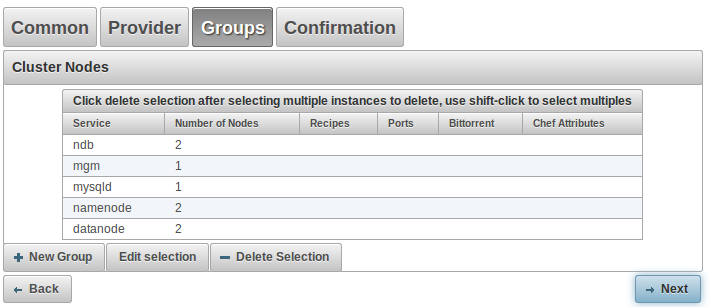 Common Provider Groups Confirmation
Cluster Nodes
Click delete selection after selecting multiple instances to delete, use shift-click to select multiples
Service Number of Nodes Recipes Ports Bittorrent Chef Attributes
ndb 2
mgm 1
mysqld 1
namenode 2
datanode 2
New Group Edit selection Delete Selection
Back Next